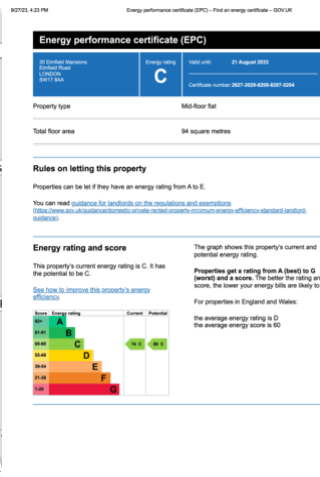 9/27/23, 4:23 PM
Energy performance certificate (EPC) – Find an energy certificate – GOV.UK
Energy performance certificate (EPC)
Elmfield Mansions
Elmfield Road
LONDON
SW17 8AA
Energy rating
C
Valid until:
21 August 2033
Certificate number:
Property type
Mid-floor flat
Total floor area
94 square metres
Rules on letting this property
Properties can be let if they have an energy rating from A to E.
You can read guidance for landlords on the regulations and exemptions
(https://www.gov.uk/guidance/domestic-private-rented-property-minimum-energy-efficiency-standard-landlord-
guidance).
Energy rating and score
This property's current energy rating is C. It has
the potential to be C.
See how to improve this property's energy
efficiency.
The graph shows this property's current and
potential energy rating.
Properties get a rating from A (best) to G
(worst) and a score. The better the rating an
score, the lower your energy bills are likely to
For properties in England and Wales:
the average energy rating is D
the average energy score is 60
Score Energy rating Current Potential
92+ A
81-91 B
69-80 C
55-68 D
39-54 E
21-38 F
1-20 G